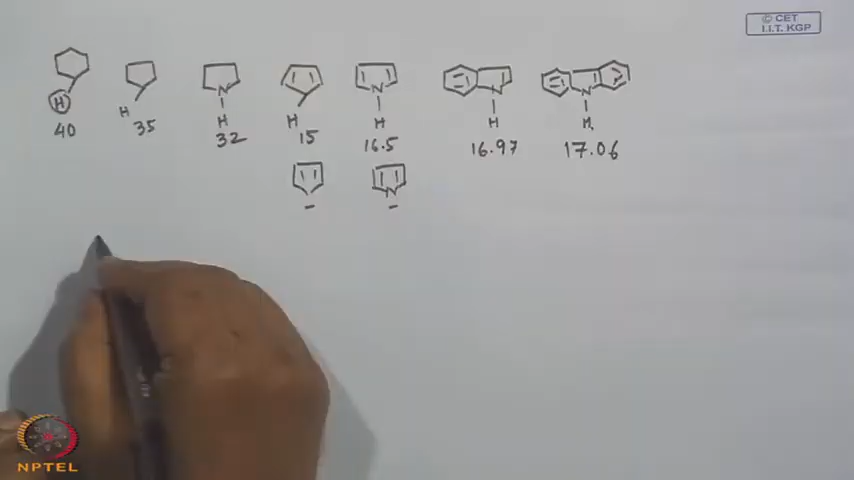 © CET
I.I.T. KGP
N N N N
H H H H H H H
40 35 32 15 16.5 16.97 17.06
N
NPTEL